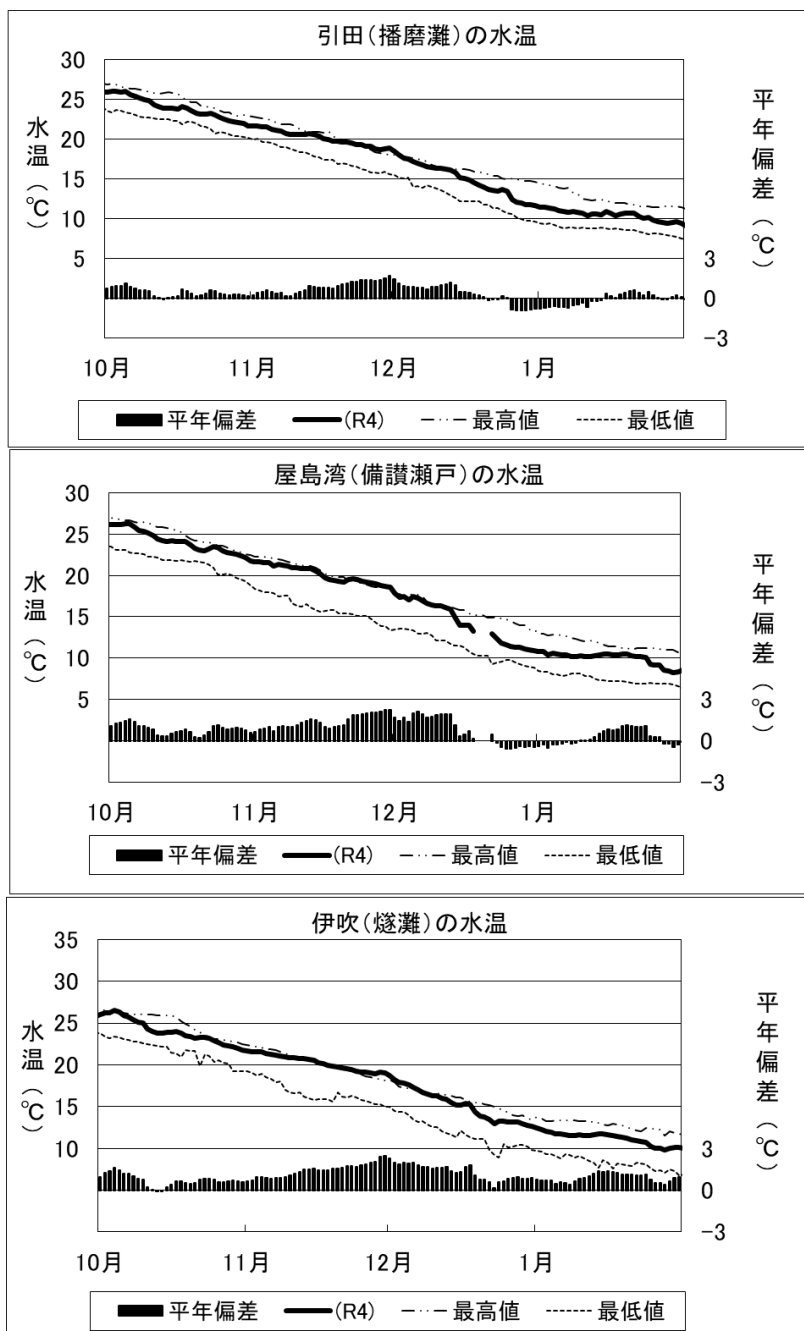 引田（播磨灘）の水温
30
25
20
15
10
5
水温（℃）
3
0
−3
平年偏差（℃）
10月 11月 12月 1月
平年偏差 (R4) 最高値 最低値
屋島湾（備讃瀬戸）の水温
30
25
20
15
10
5
水温（℃）
3
0
−3
平年偏差（℃）
10月 11月 12月 1月
平年偏差 (R4) 最高値 最低値
伊吹（燧灘）の水温
35
30
25
20
15
10
水温（℃）
3
0
−3
平年偏差（℃）
10月 11月 12月 1月
平年偏差 (R4) 最高値 最低値